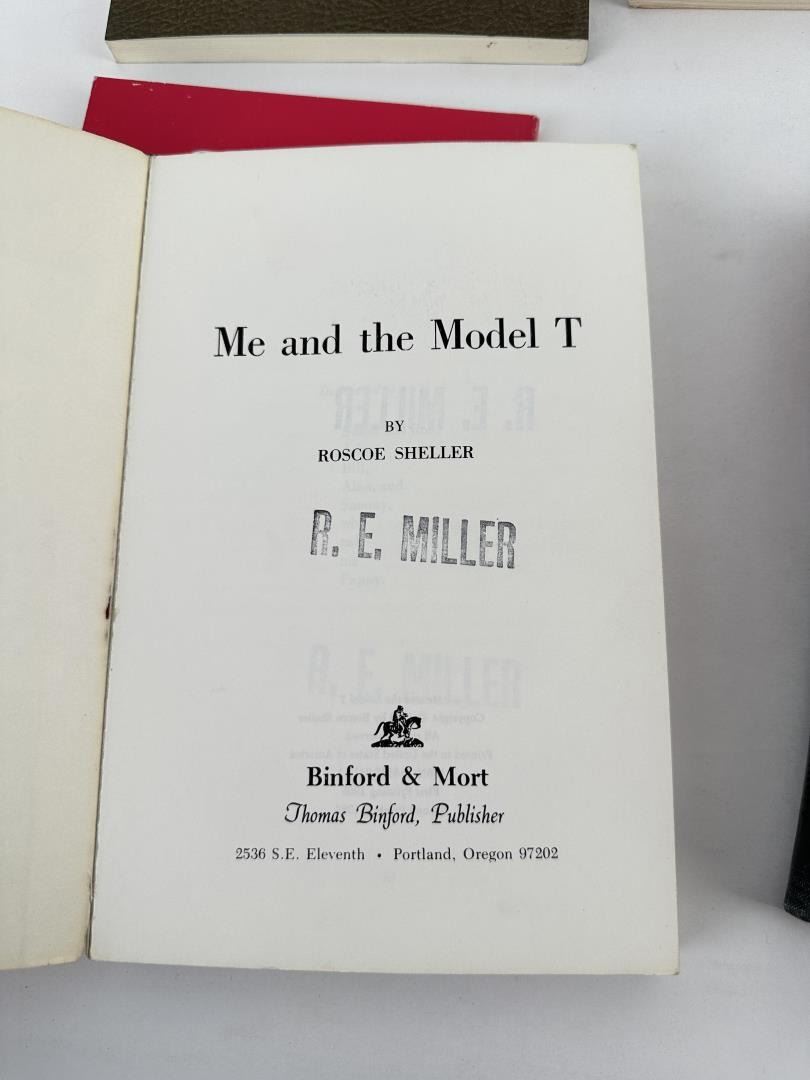 Me and the Model T
BY
ROSCOE SHELLER
R. E. MILLER
Binford & Mort
Thomas Binford, Publisher
2536 S.E. Eleventh • Portland, Oregon 97202